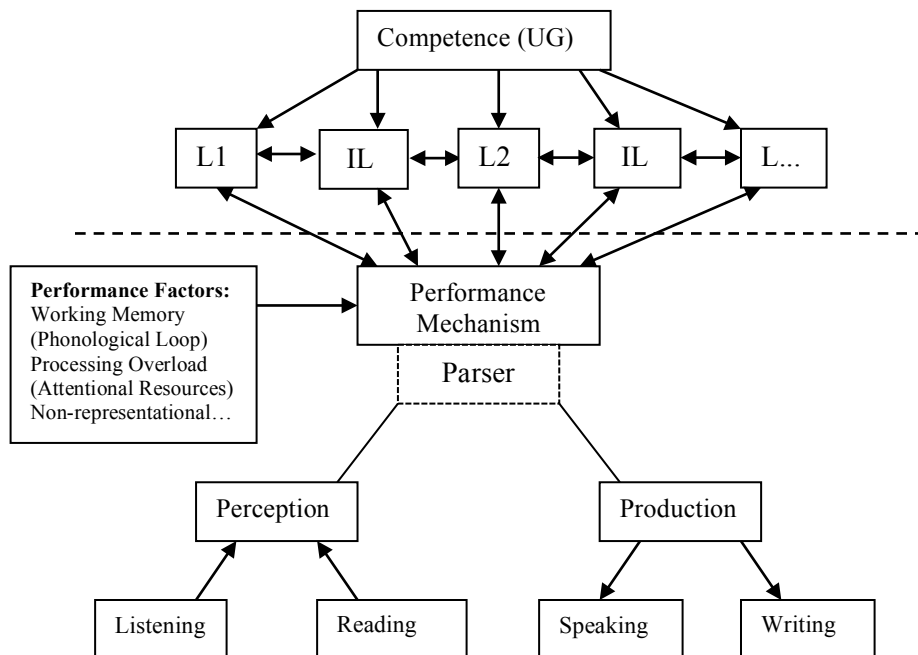 Competence (UG)
L1
IL
L2
IL
L...
Performance Factors:
Working Memory
(Phonological Loop)
Processing Overload
(Attentional Resources)
Non-representational…
Performance
Mechanism
Parser
Perception
Production
Listening
Reading
Speaking
Writing